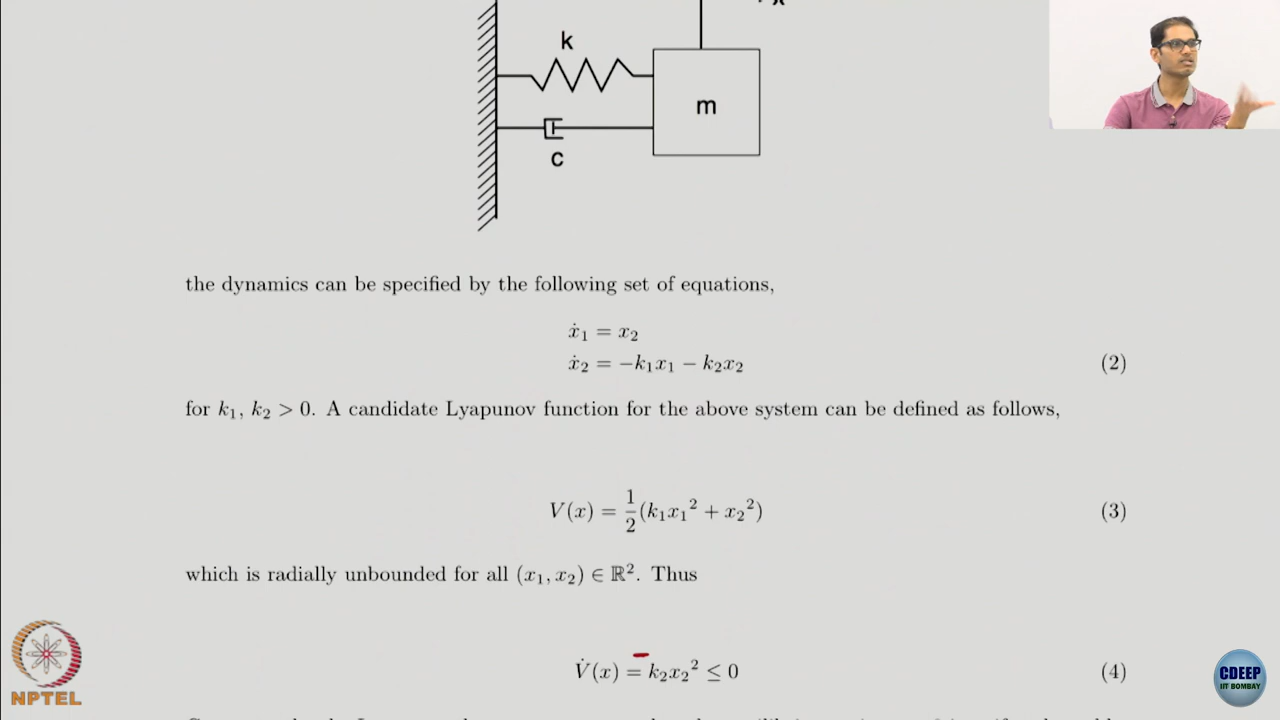 k
m
c
the dynamics can be specified by the following set of equations,
ẋ₁ = x₂
ẋ₂ = −k₁x₁ − k₂x₂ (2)
for k₁, k₂ > 0. A candidate Lyapunov function for the above system can be defined as follows,
V(x) = 1/2(k₁x₁² + x₂²) (3)
which is radially unbounded for all (x₁, x₂) ∈ ℝ². Thus
V̇(x) = −k₂x₂² ≤ 0 (4)
NPTEL
CDEEP
IIT BOMBAY